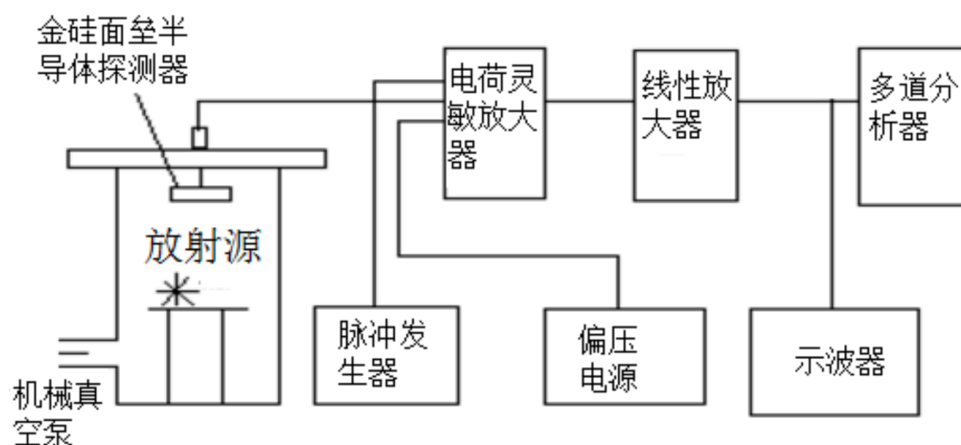 金硅面垒半
导体探测器
电荷灵
敏放大
器
线性放
大器
多道分
析器
放射源
脉冲发
生器
偏压
电源
示波器
机械真
空泵